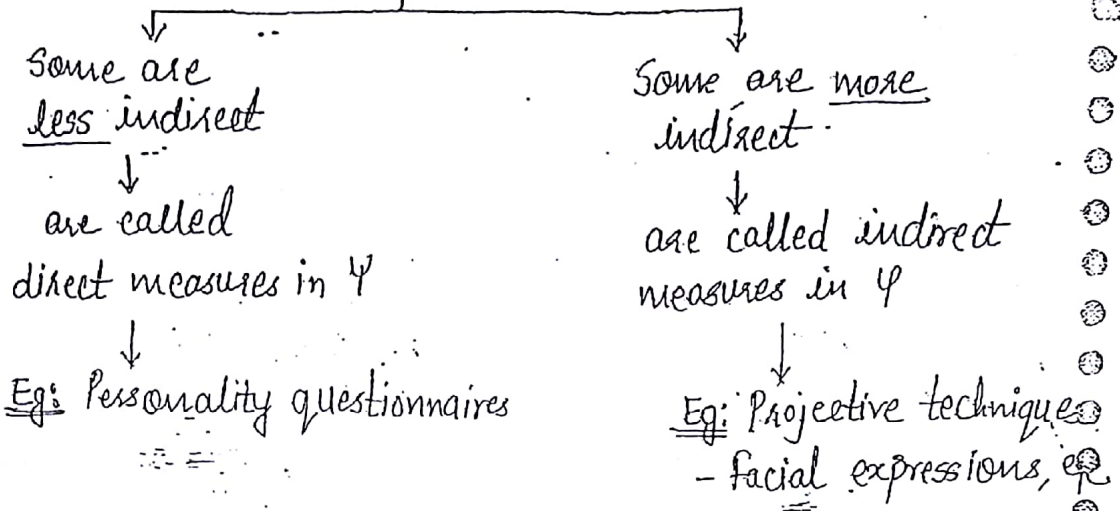 Some are
less indirect
are called
direct measures in Ψ
Eg: Personality questionnaires
Some are more
indirect
are called indirect
measures in Ψ
Eg: Projective techniques
- facial expressions,